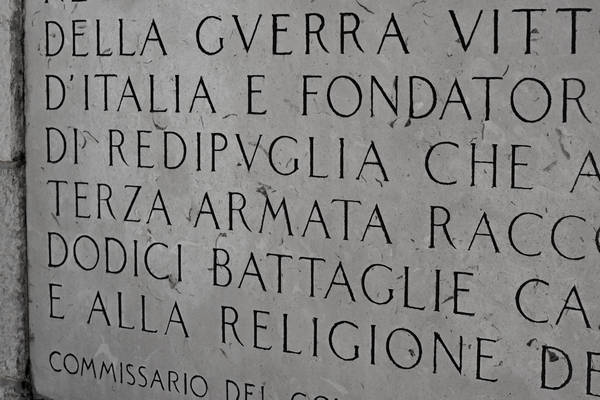 DELLA GVERRA VITT
D'ITALIA E FONDATOR
DI REDIPVGLIA CHE A
TERZA ARMATA RACCO
DODICI BATTAGLIE CA
E ALLA RELIGIONE DE
COMMISSARIO DEL GO